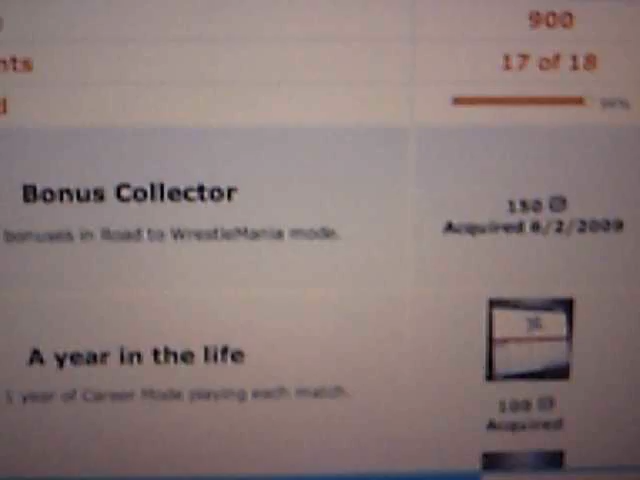 900
nts
17 of 18
d
Bonus Collector
150
bonuses in Road to WrestleMania mode.
Acquired 8/2/2009
A year in the life
1 year of Career Mode playing each match.
100
Acquired